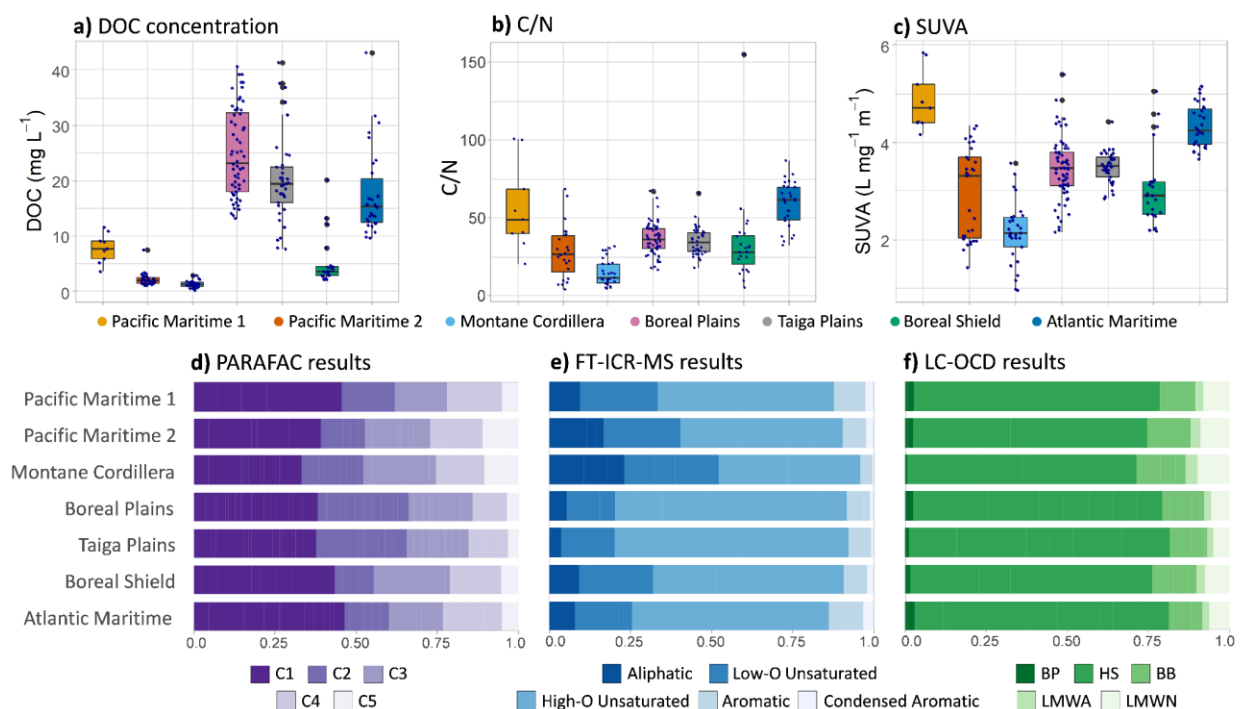 a) DOC concentration
b) C/N
c) SUVA
DOC (mg L⁻¹)
40
30
20
10
0
C/N
150
100
50
0
SUVA (L mg⁻¹ m⁻¹)
6
4
2
Pacific Maritime 1
Pacific Maritime 2
Montane Cordillera
Boreal Plains
Taiga Plains
Boreal Shield
Atlantic Maritime
d) PARAFAC results
e) FT-ICR-MS results
f) LC-OCD results
Pacific Maritime 1
Pacific Maritime 2
Montane Cordillera
Boreal Plains
Taiga Plains
Boreal Shield
Atlantic Maritime
0.0 0.25 0.50 0.75 1.0
0.0 0.25 0.50 0.75 1.0
0.0 0.25 0.50 0.75 1.0
C1 C2 C3
C4 C5
Aliphatic Low-O Unsaturated
High-O Unsaturated Aromatic Condensed Aromatic
BP HS BB
LMWA LMWN